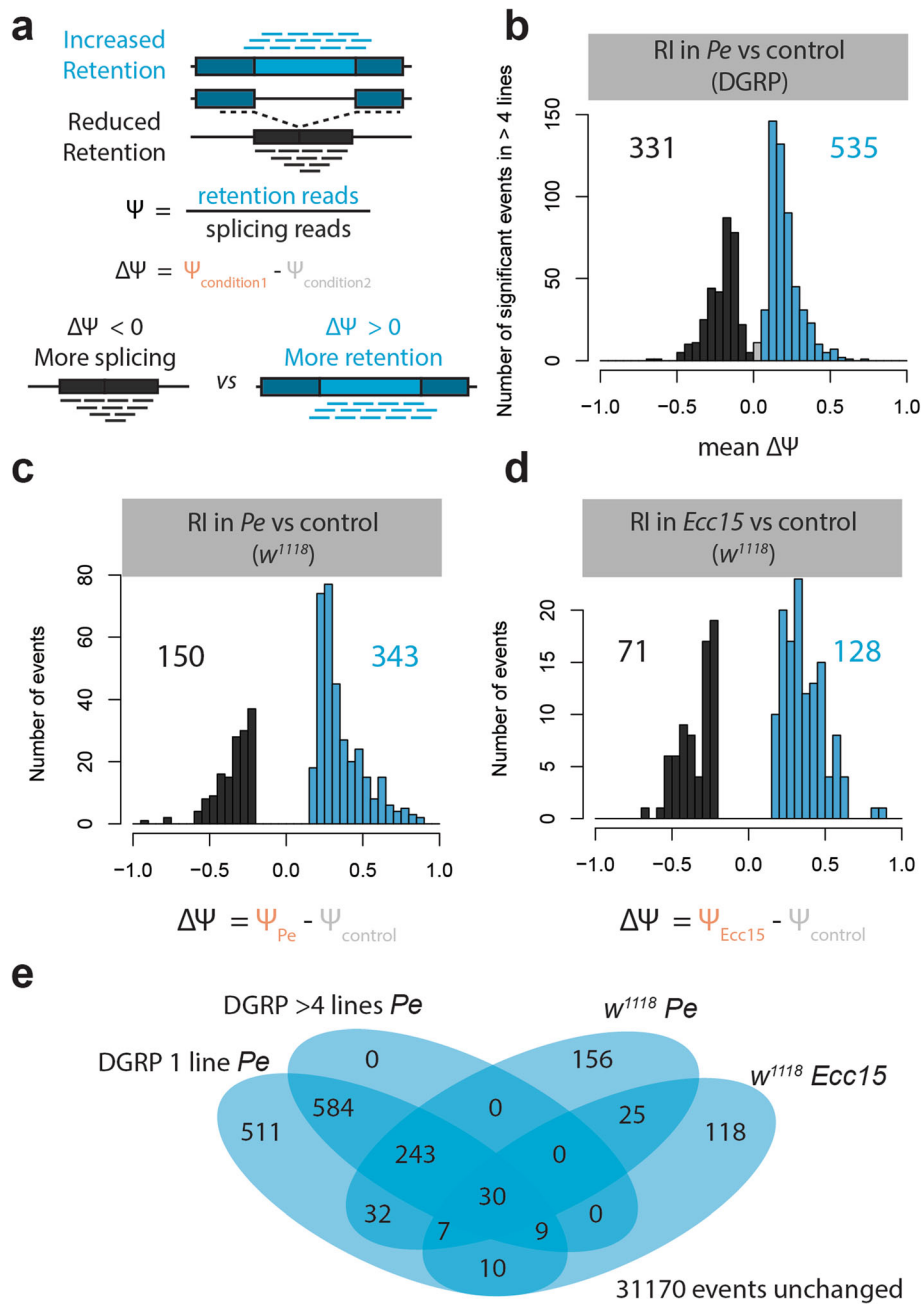 a
Increased
Retention
Reduced
Retention
Ψ = retention reads
splicing reads
ΔΨ = Ψcondition1 - Ψcondition2
ΔΨ < 0
More splicing
vs
ΔΨ > 0
More retention
b
RI in Pe vs control
(DGRP)
Number of significant events in > 4 lines
150
100
50
0
331
535
−1.0 −0.5 0.0 0.5 1.0
mean ΔΨ
c
RI in Pe vs control
(w1118)
Number of events
80
60
40
20
0
150
343
−1.0 −0.5 0.0 0.5 1.0
ΔΨ = ΨPe - Ψcontrol
d
RI in Ecc15 vs control
(w1118)
Number of events
20
15
10
5
0
71
128
−1.0 −0.5 0.0 0.5 1.0
ΔΨ = ΨEcc15 - Ψcontrol
e
DGRP >4 lines Pe
w1118 Pe
DGRP 1 line Pe
w1118 Ecc15
0
156
584
0
25
511
118
243
0
30
32
0
7
9
10
31170 events unchanged